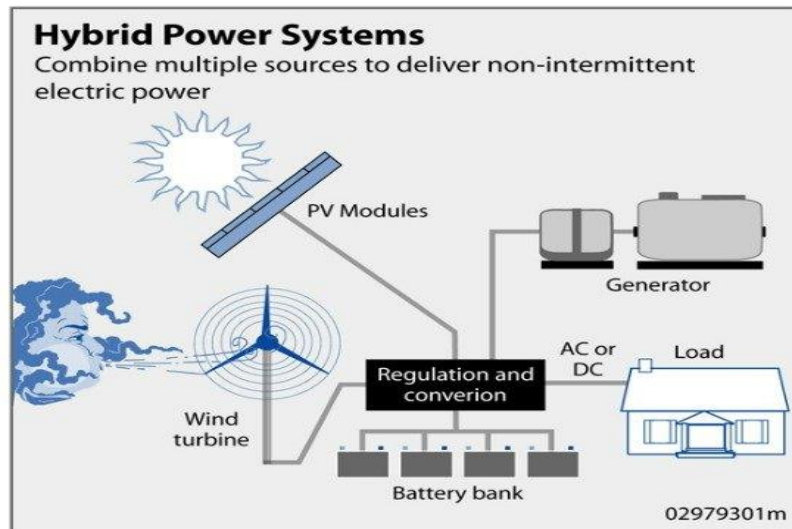 Hybrid Power Systems
Combine multiple sources to deliver non-intermittent
electric power
PV Modules
Generator
AC or
DC
Load
Regulation and
converion
Wind
turbine
Battery bank
02979301m